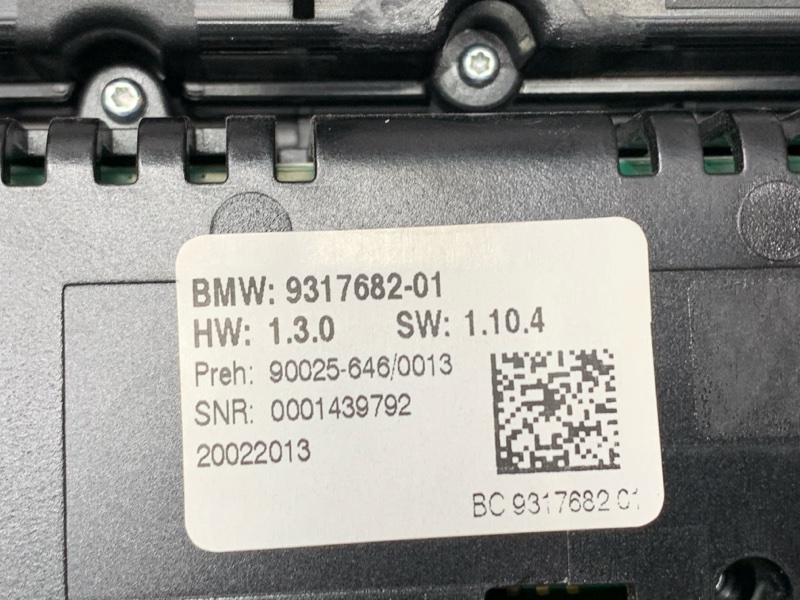 BMW: 9317682-01
HW: 1.3.0 SW: 1.10.4
Preh: 90025-646/0013
SNR: 0001439792
20022013
BC 9317682 01